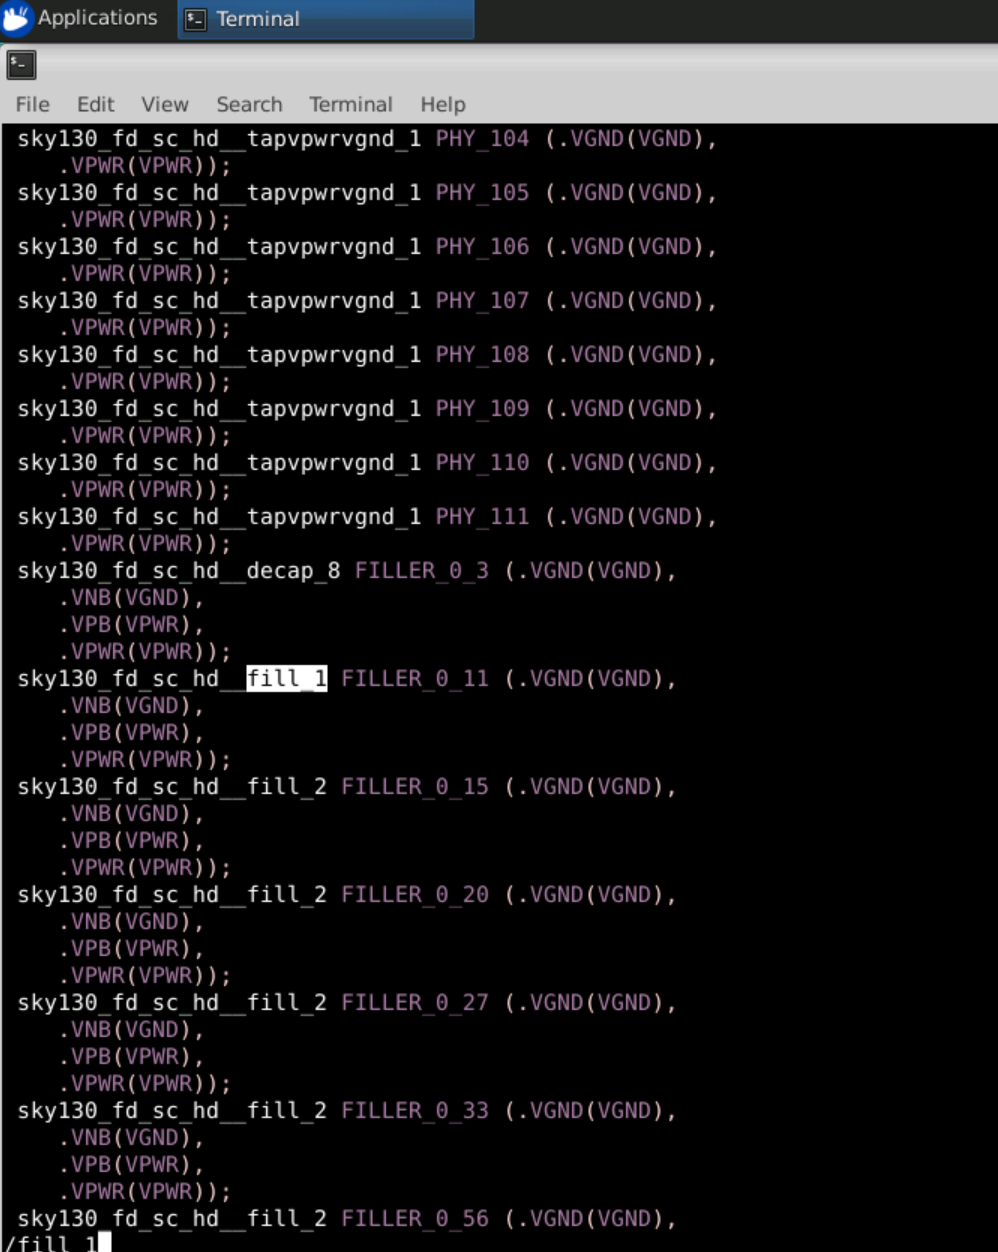 Applications
Terminal
File Edit View Search Terminal Help
sky130_fd_sc_hd__tapvpwrvgnd_1 PHY_104 (.VGND(VGND),
.VPWR(VPWR));
sky130_fd_sc_hd__tapvpwrvgnd_1 PHY_105 (.VGND(VGND),
.VPWR(VPWR));
sky130_fd_sc_hd__tapvpwrvgnd_1 PHY_106 (.VGND(VGND),
.VPWR(VPWR));
sky130_fd_sc_hd__tapvpwrvgnd_1 PHY_107 (.VGND(VGND),
.VPWR(VPWR));
sky130_fd_sc_hd__tapvpwrvgnd_1 PHY_108 (.VGND(VGND),
.VPWR(VPWR));
sky130_fd_sc_hd__tapvpwrvgnd_1 PHY_109 (.VGND(VGND),
.VPWR(VPWR));
sky130_fd_sc_hd__tapvpwrvgnd_1 PHY_110 (.VGND(VGND),
.VPWR(VPWR));
sky130_fd_sc_hd__tapvpwrvgnd_1 PHY_111 (.VGND(VGND),
.VPWR(VPWR));
sky130_fd_sc_hd__decap_8 FILLER_0_3 (.VGND(VGND),
.VNB(VGND),
.VPB(VPWR),
.VPWR(VPWR));
sky130_fd_sc_hd__fill_1 FILLER_0_11 (.VGND(VGND),
.VNB(VGND),
.VPB(VPWR),
.VPWR(VPWR));
sky130_fd_sc_hd__fill_2 FILLER_0_15 (.VGND(VGND),
.VNB(VGND),
.VPB(VPWR),
.VPWR(VPWR));
sky130_fd_sc_hd__fill_2 FILLER_0_20 (.VGND(VGND),
.VNB(VGND),
.VPB(VPWR),
.VPWR(VPWR));
sky130_fd_sc_hd__fill_2 FILLER_0_27 (.VGND(VGND),
.VNB(VGND),
.VPB(VPWR),
.VPWR(VPWR));
sky130_fd_sc_hd__fill_2 FILLER_0_33 (.VGND(VGND),
.VNB(VGND),
.VPB(VPWR),
.VPWR(VPWR));
sky130_fd_sc_hd__fill_2 FILLER_0_56 (.VGND(VGND),
/fill_1